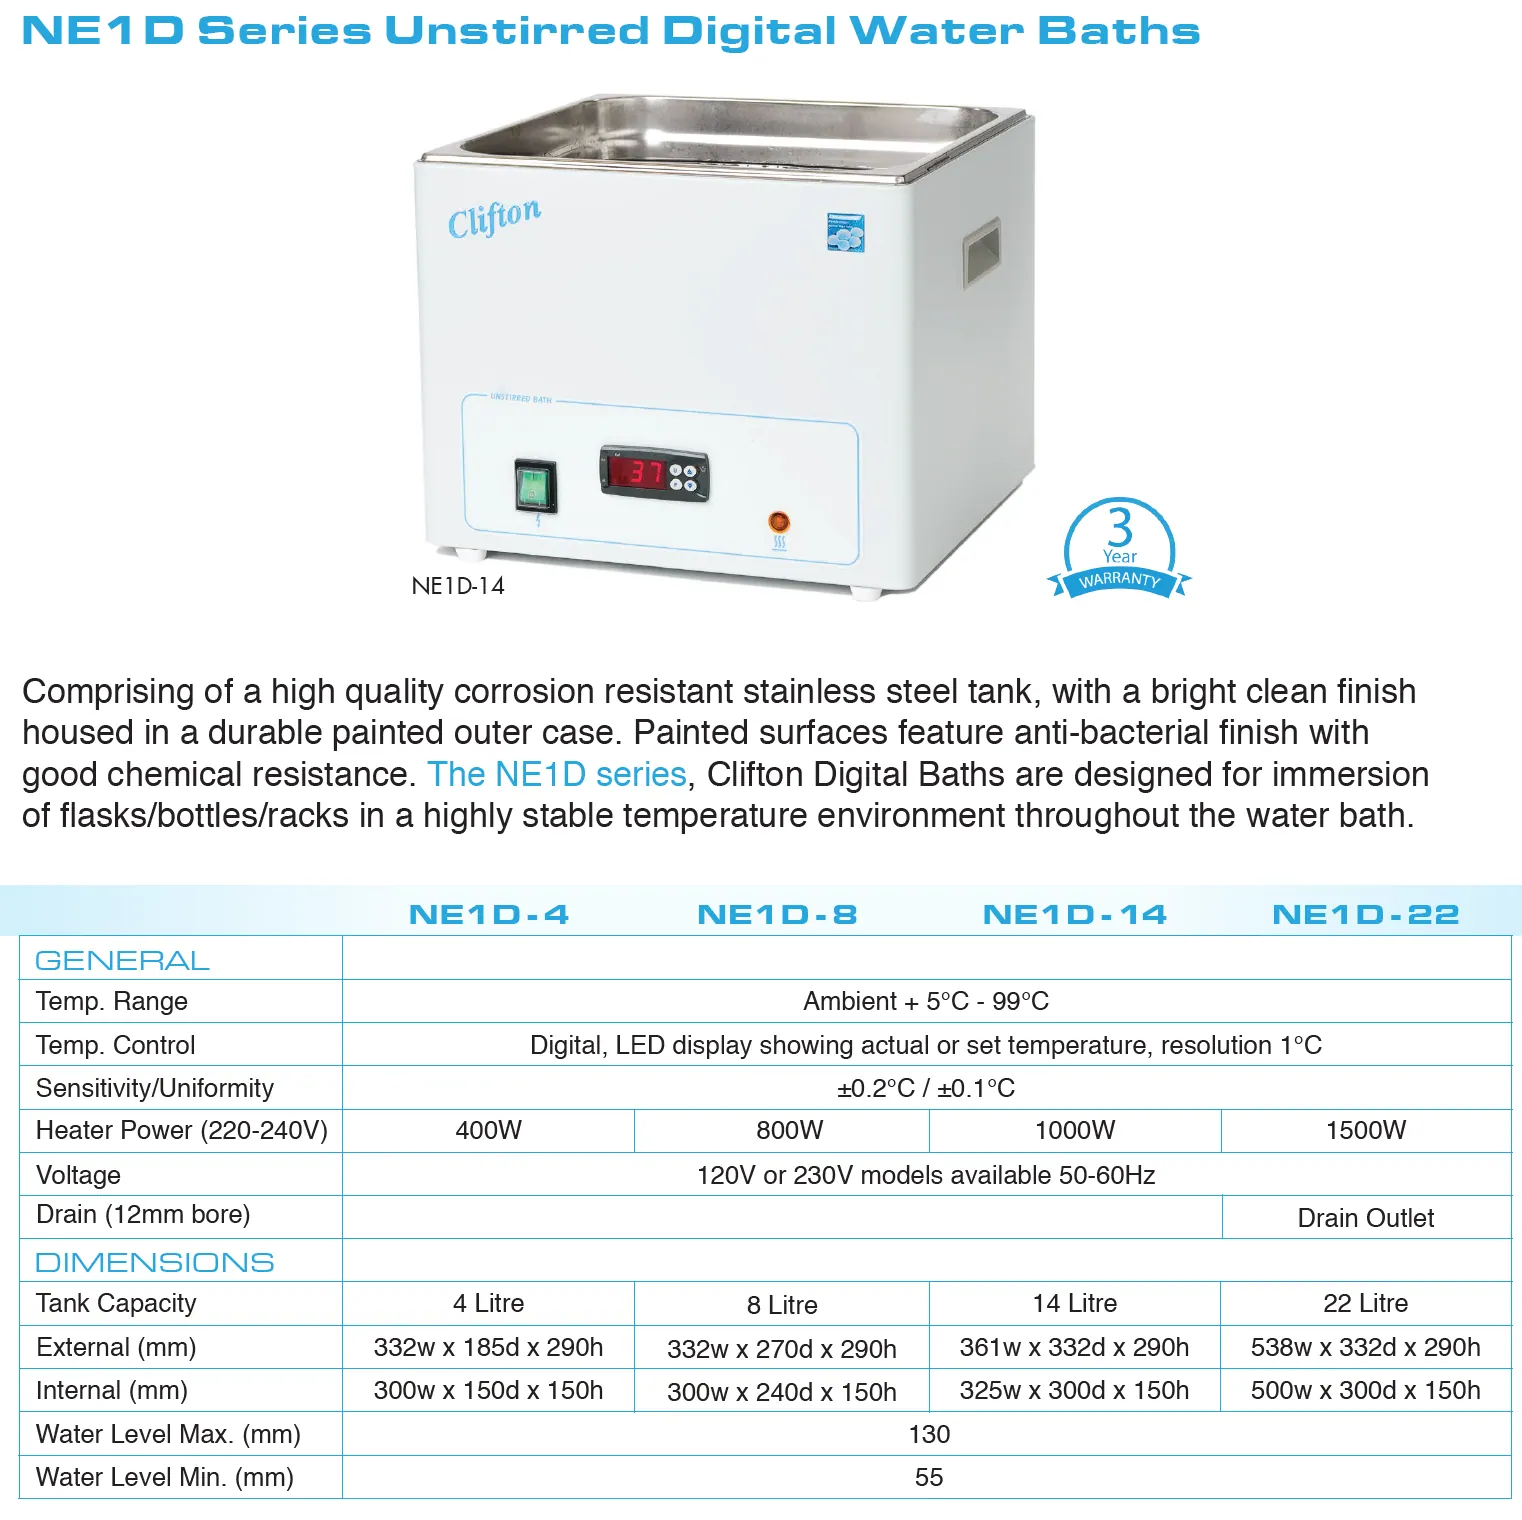 NE1D Series Unstirred Digital Water Baths
Clifton
UNSTIRRED BATH
37
NE1D-14
3
Year
WARRANTY
Comprising of a high quality corrosion resistant stainless steel tank, with a bright clean finish
housed in a durable painted outer case. Painted surfaces feature anti-bacterial finish with
good chemical resistance. The NE1D series, Clifton Digital Baths are designed for immersion
of flasks/bottles/racks in a highly stable temperature environment throughout the water bath.
NE1D-4 NE1D-8 NE1D-14 NE1D-22
GENERAL
Temp. Range Ambient + 5°C - 99°C
Temp. Control Digital, LED display showing actual or set temperature, resolution 1°C
Sensitivity/Uniformity ±0.2°C / ±0.1°C
Heater Power (220-240V) 400W 800W 1000W 1500W
Voltage 120V or 230V models available 50-60Hz
Drain (12mm bore) Drain Outlet
DIMENSIONS
Tank Capacity 4 Litre 8 Litre 14 Litre 22 Litre
External (mm) 332w x 185d x 290h 332w x 270d x 290h 361w x 332d x 290h 538w x 332d x 290h
Internal (mm) 300w x 150d x 150h 300w x 240d x 150h 325w x 300d x 150h 500w x 300d x 150h
Water Level Max. (mm) 130
Water Level Min. (mm) 55